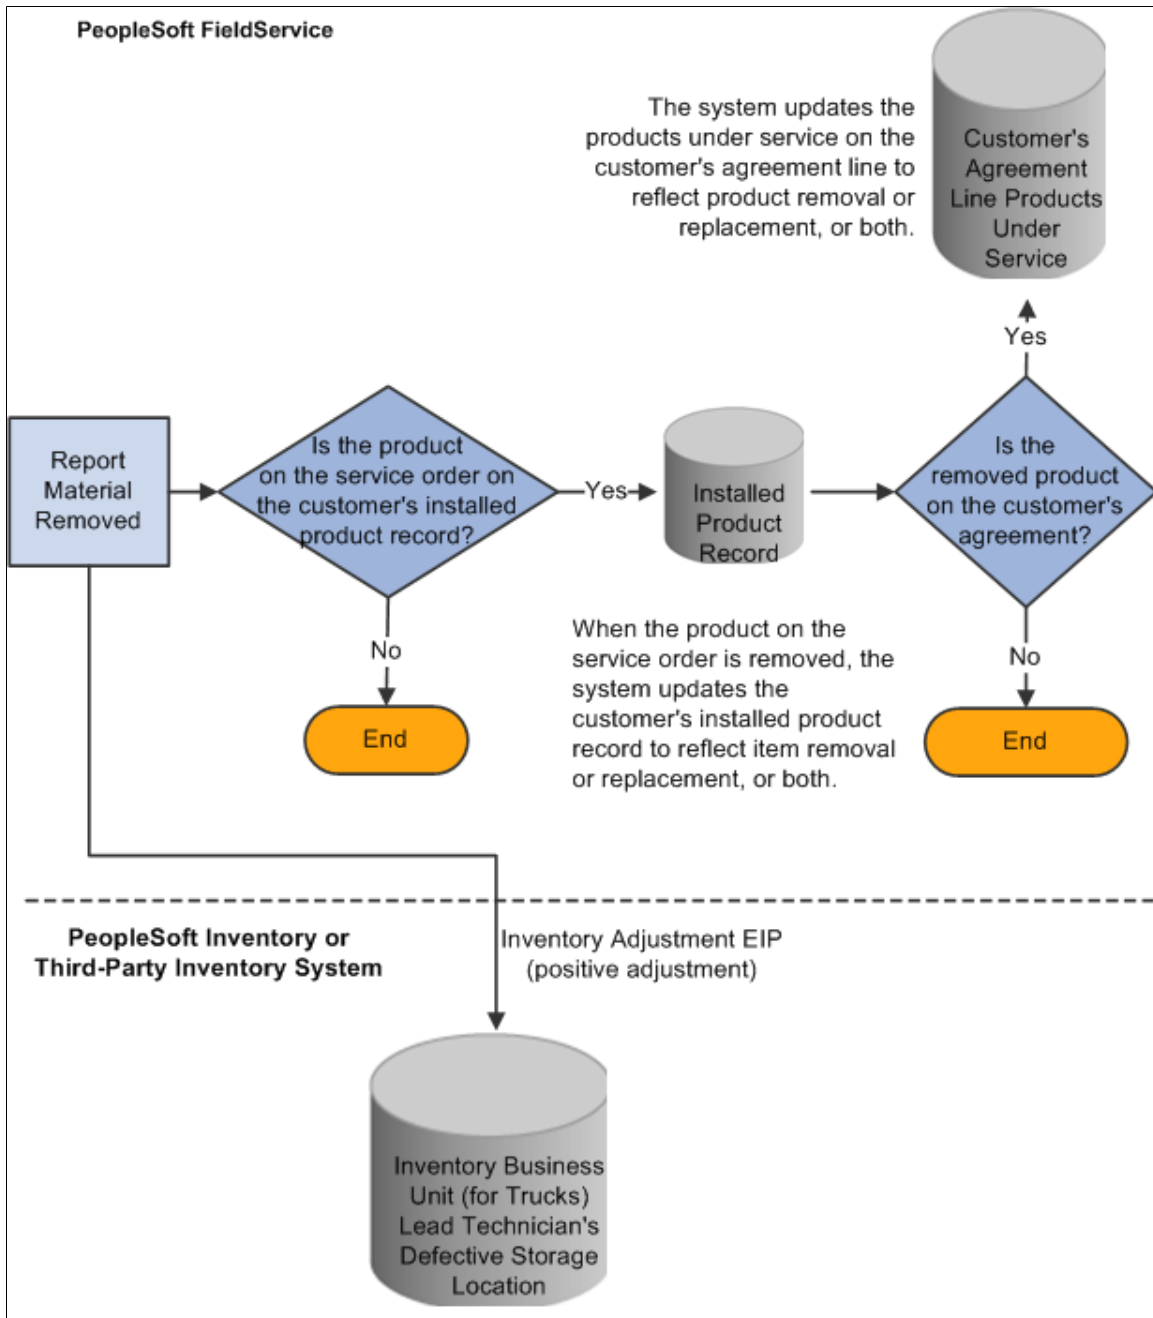 PeopleSoft FieldService
The system updates the
products under service on the
customer's agreement line to
reflect product removal or
replacement, or both.
Customer's
Agreement
Line Products
Under
Service
Yes
Report
Material
Removed
Is the product
on the service order on
the customer's installed
product record?
Yes
Installed
Product
Record
Is the
removed product
on the customer's
agreement?
No
End
When the product on the
service order is removed, the
system updates the
customer's installed product
record to reflect item removal
or replacement, or both.
No
End
PeopleSoft Inventory or
Third-Party Inventory System
Inventory Adjustment EIP
(positive adjustment)
Inventory Business
Unit (for Trucks)
Lead Technician's
Defective Storage
Location